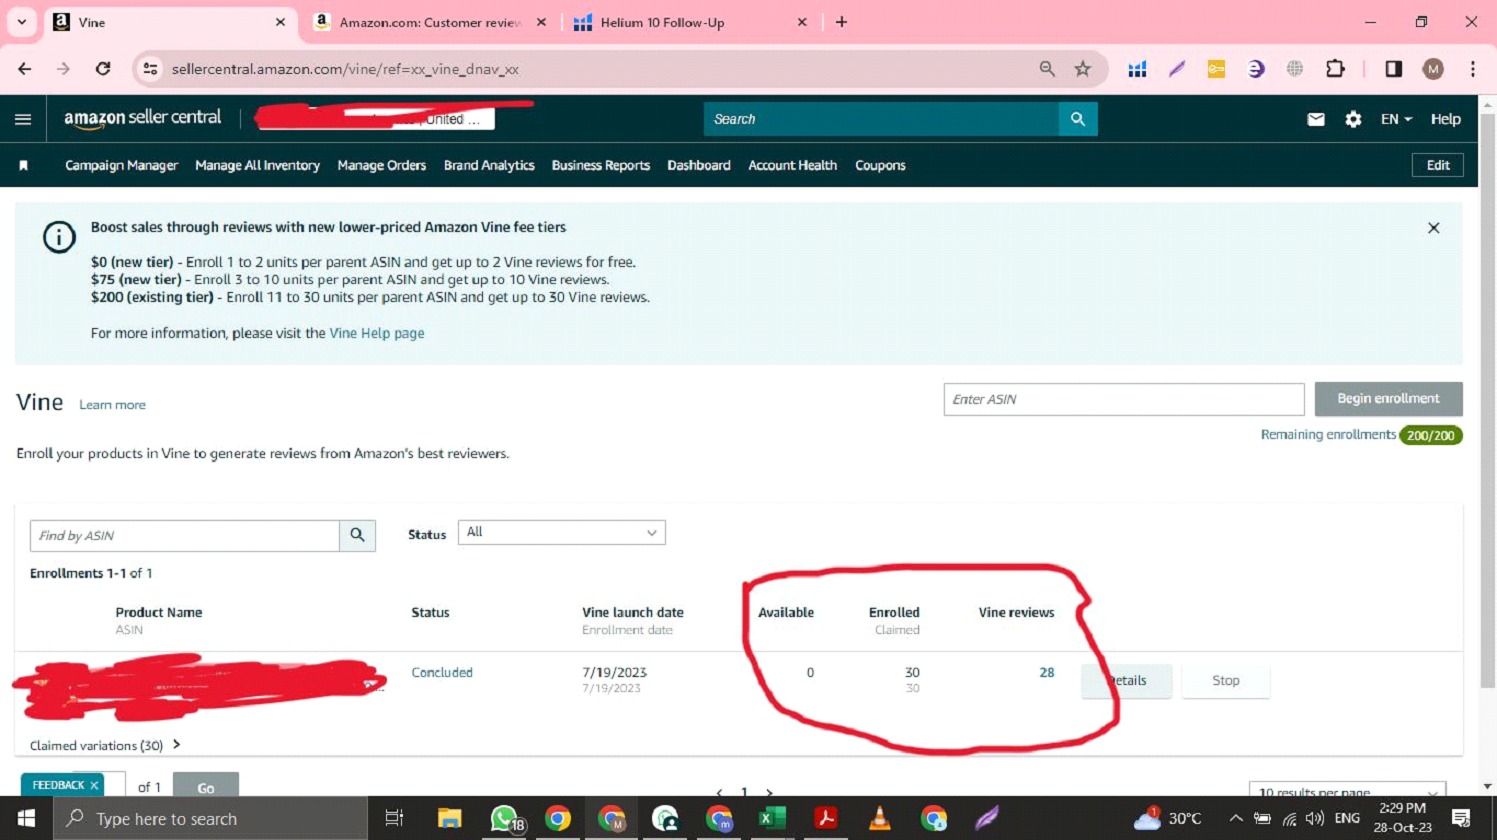 Vine
Amazon.com: Customer review
Helium 10 Follow-Up
sellercentral.amazon.com/vine/ref=xx_vine_dnav_xx
M
amazon seller central
United ...
Search
EN
Help
Campaign Manager Manage All Inventory Manage Orders Brand Analytics Business Reports Dashboard Account Health Coupons
Edit
Boost sales through reviews with new lower-priced Amazon Vine fee tiers
$0 (new tier) - Enroll 1 to 2 units per parent ASIN and get up to 2 Vine reviews for free.
$75 (new tier) - Enroll 3 to 10 units per parent ASIN and get up to 10 Vine reviews.
$200 (existing tier) - Enroll 11 to 30 units per parent ASIN and get up to 30 Vine reviews.
For more information, please visit the Vine Help page
Vine Learn more
Enter ASIN
Begin enrollment
Remaining enrollments 200/200
Enroll your products in Vine to generate reviews from Amazon's best reviewers.
Find by ASIN
Status
All
Enrollments 1-1 of 1
Product Name Status Vine launch date Available Enrolled Vine reviews
ASIN Enrollment date Claimed
Concluded 7/19/2023 0 30 28
7/19/2023 30
Details
Stop
Claimed variations (30)
FEEDBACK X
of 1
Go
1
10 results per page
Type here to search
18
30°C
ENG
2:29 PM
28-Oct-23